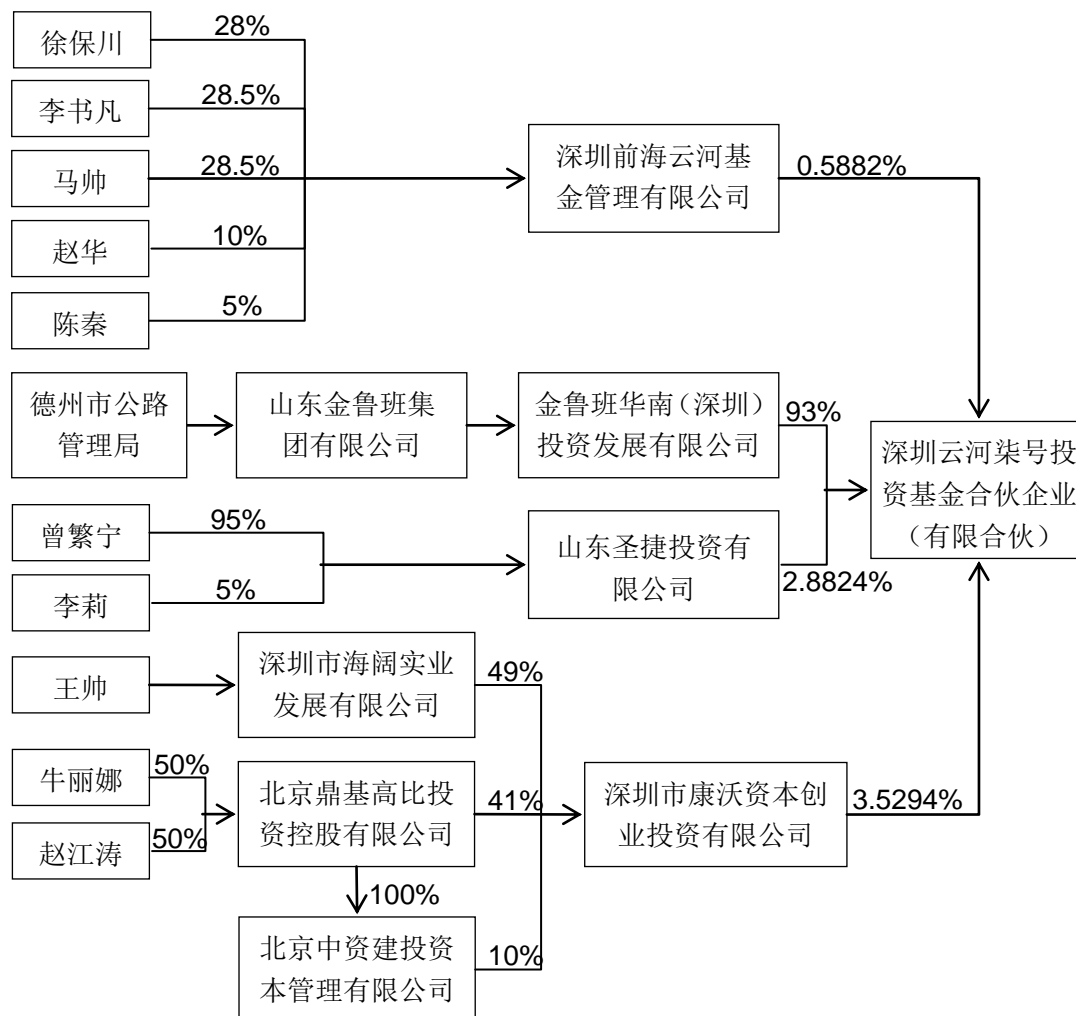 徐保川
28%
李书凡
28.5%
马帅
28.5%
赵华
10%
陈秦
5%
深圳前海云河基
金管理有限公司
0.5882%
德州市公路
管理局
山东金鲁班集
团有限公司
金鲁班华南（深圳）
投资发展有限公司
93%
深圳云河柒号投
资基金合伙企业
（有限合伙）
曾繁宁
95%
李莉
5%
山东圣捷投资有
限公司
2.8824%
王帅
深圳市海阔实业
发展有限公司
49%
牛丽娜
50%
赵江涛
50%
北京鼎基高比投
资控股有限公司
41%
深圳市康沃资本创
业投资有限公司
3.5294%
100%
北京中资建投资
本管理有限公司
10%